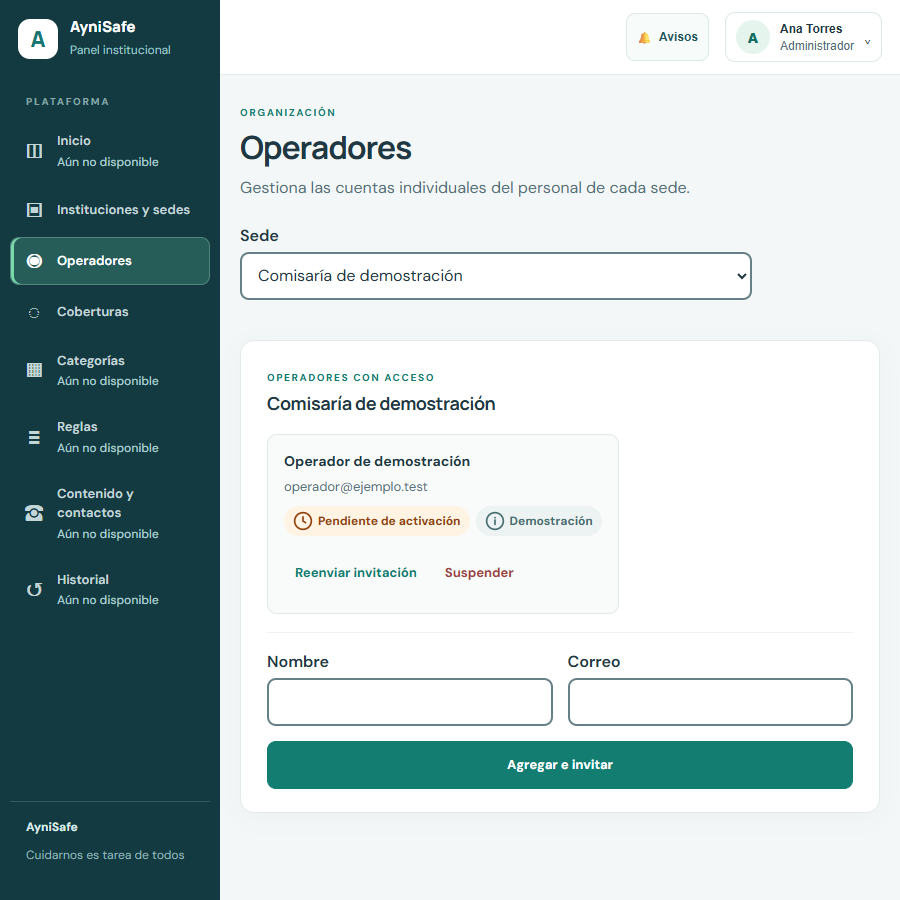 A
AyniSafe
Panel institucional
PLATAFORMA
Inicio
Aún no disponible
Instituciones y sedes
Operadores
Coberturas
Categorías
Aún no disponible
Reglas
Aún no disponible
Contenido y
contactos
Aún no disponible
Historial
Aún no disponible
AyniSafe
Cuidarnos es tarea de todos
Avisos
A
Ana Torres
Administrador
ORGANIZACIÓN
Operadores
Gestiona las cuentas individuales del personal de cada sede.
Sede
Comisaría de demostración
OPERADORES CON ACCESO
Comisaría de demostración
Operador de demostración
operador@ejemplo.test
Pendiente de activación
Demostración
Reenviar invitación
Suspender
Nombre
Correo
Agregar e invitar